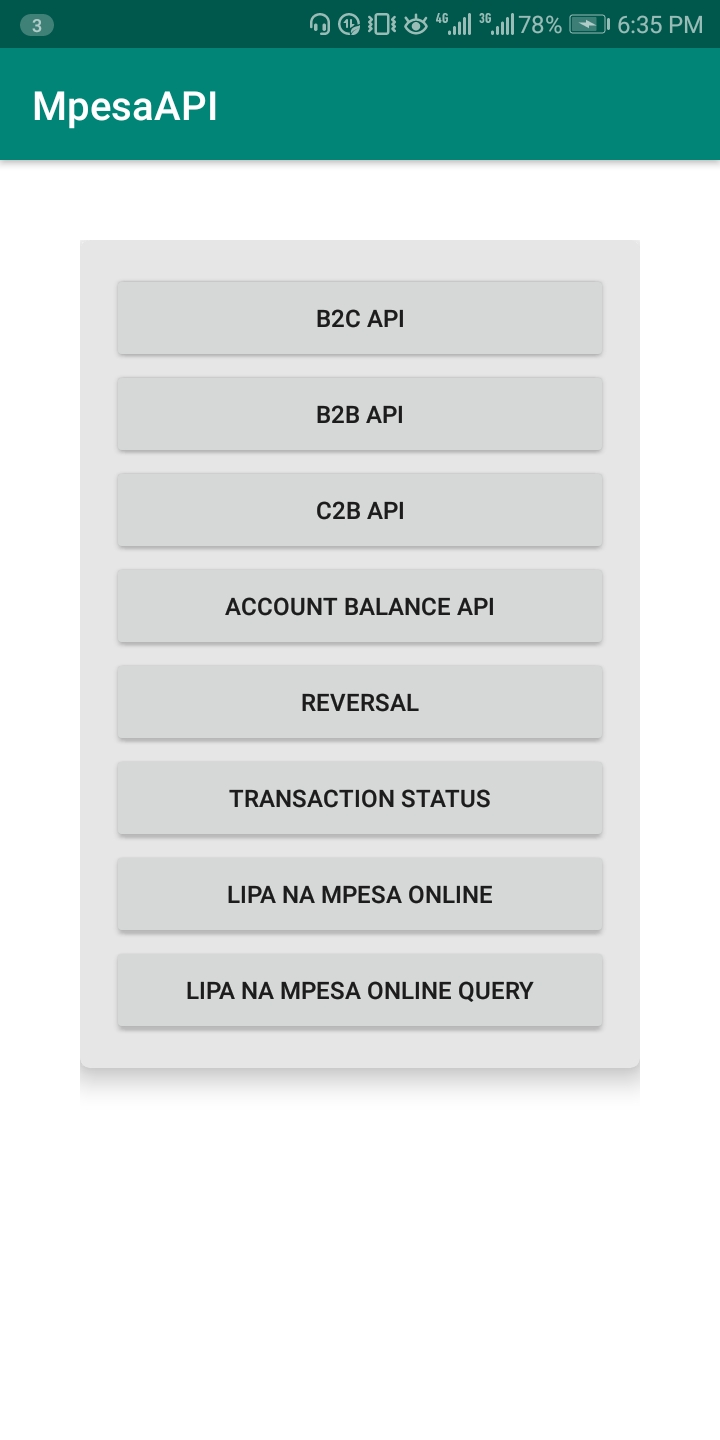 3 4G 3G 78% 6:35 PM
MpesaAPI
B2C API
B2B API
C2B API
ACCOUNT BALANCE API
REVERSAL
TRANSACTION STATUS
LIPA NA MPESA ONLINE
LIPA NA MPESA ONLINE QUERY